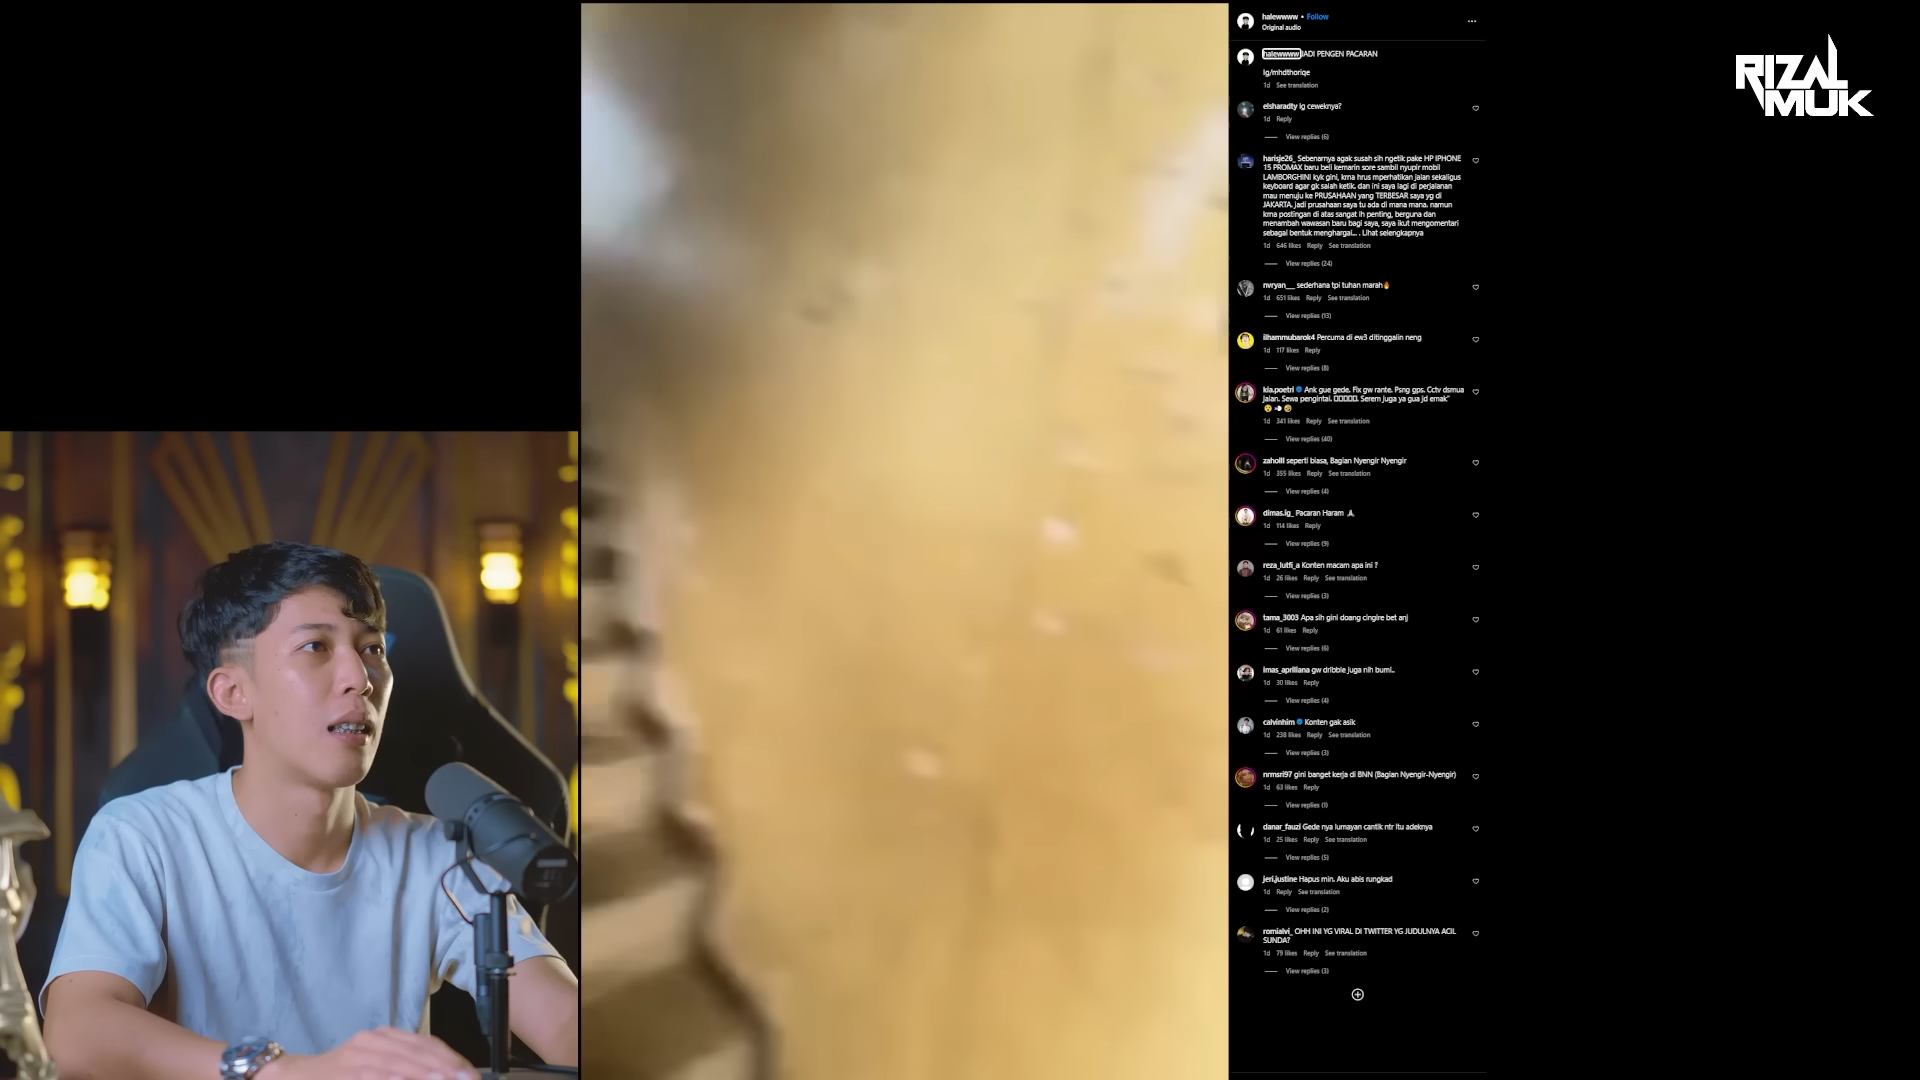 halewwww • Follow
Original audio
RIZAL
MUK
halewwww JADI PENGEN PACARAN
Ig/mhdthoriqe
1d See translation
elsharadty Ig ceweknya?
1d Reply
View replies (6)
harisje26_ Sebenarnya agak susah sih ngetik pake HP IPHONE
15 PROMAX baru beli kemarin sore sambil nyupir mobil
LAMBORGHINI kyk gini, krna hrus mperhatikan jalan sekaligus
keyboard agar gk salah ketik. dan ini saya lagi di perjalanan
mau menuju ke PRUSAHAAN yang TERBESAR saya yg di
JAKARTA. jadi prusahaan saya tu ada di mana mana. namun
krna postingan di atas sangat lh penting, berguna dan
menambah wawasan baru bagi saya, saya ikut mengomentari
sebagai bentuk menghargai... . Lihat selengkapnya
1d 646 likes Reply See translation
View replies (24)
nvryan___ sederhana tpi tuhan marah🔥
1d 651 likes Reply See translation
View replies (13)
ilhammubarok4 Percuma di ew3 ditinggalin neng
1d 117 likes Reply
View replies (8)
kia.poetri Ank gue gede. Fix gw rante. Psng gps. Cctv dsmua
jalan. Sewa pengintai. Serem juga ya gua jd emak"
1d 341 likes Reply See translation
View replies (40)
zaholll seperti biasa, Bagian Nyengir Nyengir
1d 355 likes Reply See translation
View replies (4)
dimas.ig_ Pacaran Haram
1d 114 likes Reply
View replies (9)
reza_lutfi_a Konten macam apa ini ?
1d 26 likes Reply See translation
View replies (3)
tama_3003 Apa sih gini doang cingire bet anj
1d 61 likes Reply
View replies (6)
imas_apriliana gw dribble juga nih bumi..
1d 30 likes Reply
View replies (4)
calvinhim Konten gak asik
1d 238 likes Reply See translation
View replies (3)
nrmsri97 gini banget kerja di BNN (Bagian Nyengir-Nyengir)
1d 63 likes Reply
View replies (1)
danar_fauzi Gede nya lumayan cantik ntr itu adeknya
1d 25 likes Reply See translation
View replies (5)
jeri.justine Hapus min. Aku abis rungkad
1d Reply See translation
View replies (2)
romialvi_ OHH INI YG VIRAL DI TWITTER YG JUDULNYA ACIL
SUNDA?
1d 79 likes Reply See translation
View replies (3)